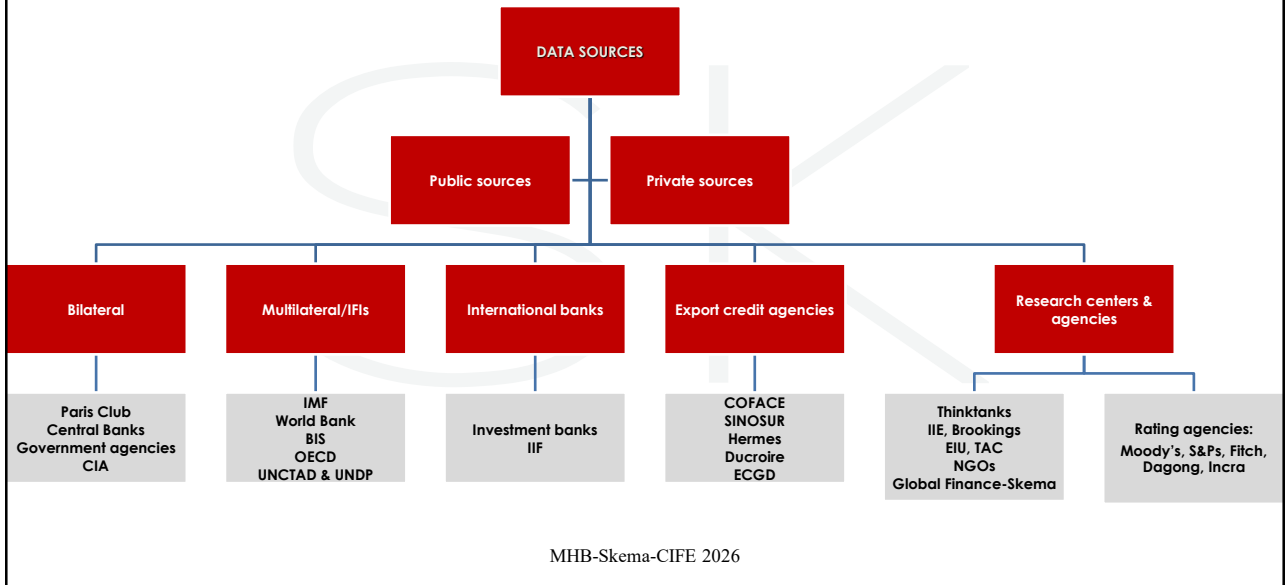 DATA SOURCES
Public sources
Private sources
Bilateral
Multilateral/IFIs
International banks
Export credit agencies
Research centers &
agencies
Paris Club
Central Banks
Government agencies
CIA
IMF
World Bank
BIS
OECD
UNCTAD & UNDP
Investment banks
IIF
COFACE
SINOSUR
Hermes
Ducroire
ECGD
Thinktanks
IIE, Brookings
EIU, TAC
NGOs
Global Finance-Skema
Rating agencies:
Moody’s, S&Ps, Fitch,
Dagong, Incra
SK
MHB-Skema-CIFE 2026